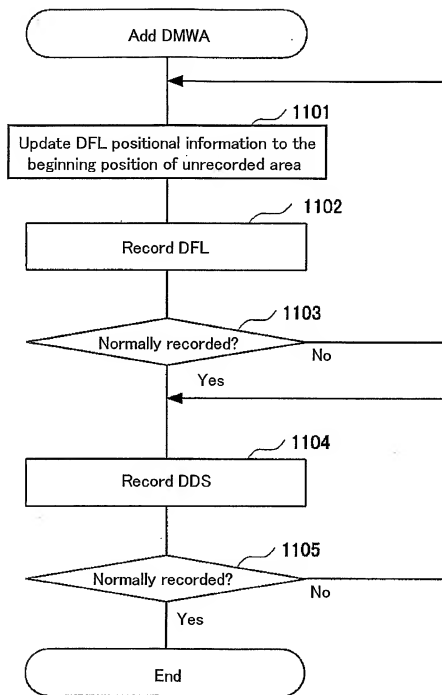 Add DMWA
1101
Update DFL positional information to the
beginning position of unrecorded area
1102
Record DFL
1103
Normally recorded?
No
Yes
1104
Record DDS
1105
Normally recorded?
No
Yes
End